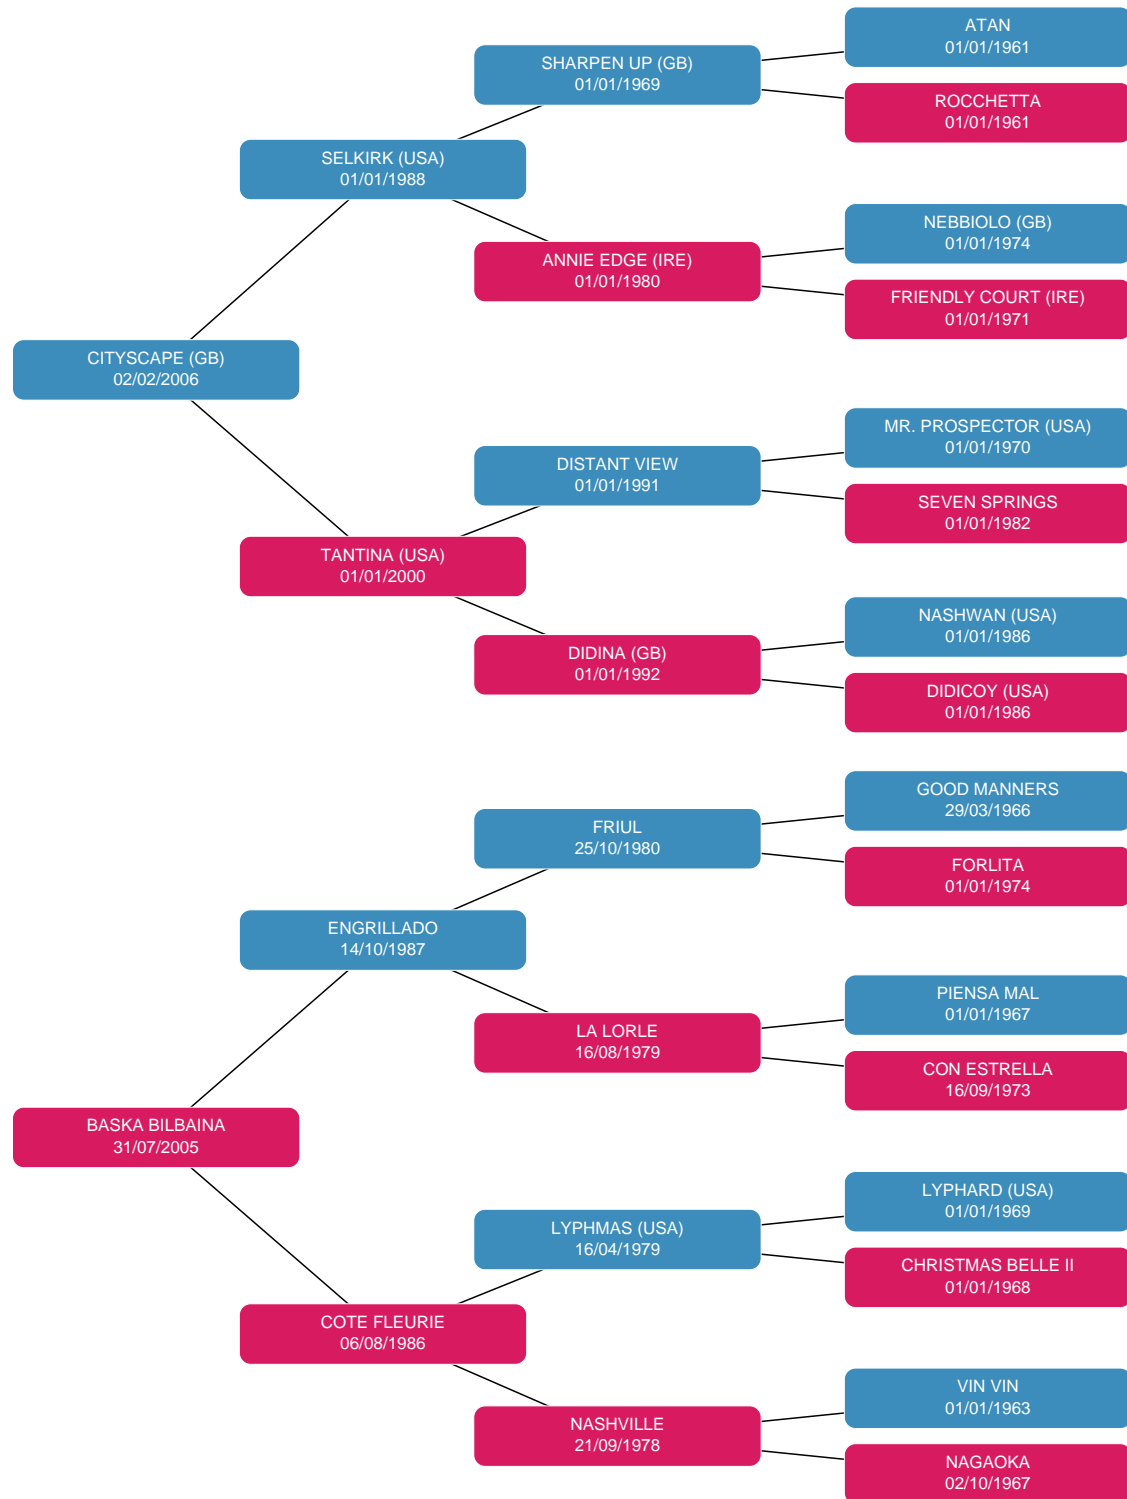 ATAN
01/01/1961
SHARPEN UP (GB)
01/01/1969
ROCCHETTA
01/01/1961
SELKIRK (USA)
01/01/1988
NEBBIOLO (GB)
01/01/1974
ANNIE EDGE (IRE)
01/01/1980
FRIENDLY COURT (IRE)
01/01/1971
CITYSCAPE (GB)
02/02/2006
MR. PROSPECTOR (USA)
01/01/1970
DISTANT VIEW
01/01/1991
SEVEN SPRINGS
01/01/1982
TANTINA (USA)
01/01/2000
NASHWAN (USA)
01/01/1986
DIDINA (GB)
01/01/1992
DIDICOY (USA)
01/01/1986
GOOD MANNERS
29/03/1966
FRIUL
25/10/1980
FORLITA
01/01/1974
ENGRILLADO
14/10/1987
PIENSA MAL
01/01/1967
LA LORLE
16/08/1979
CON ESTRELLA
16/09/1973
BASKA BILBAINA
31/07/2005
LYPHARD (USA)
01/01/1969
LYPHMAS (USA)
16/04/1979
CHRISTMAS BELLE II
01/01/1968
COTE FLEURIE
06/08/1986
VIN VIN
01/01/1963
NASHVILLE
21/09/1978
NAGAOKA
02/10/1967